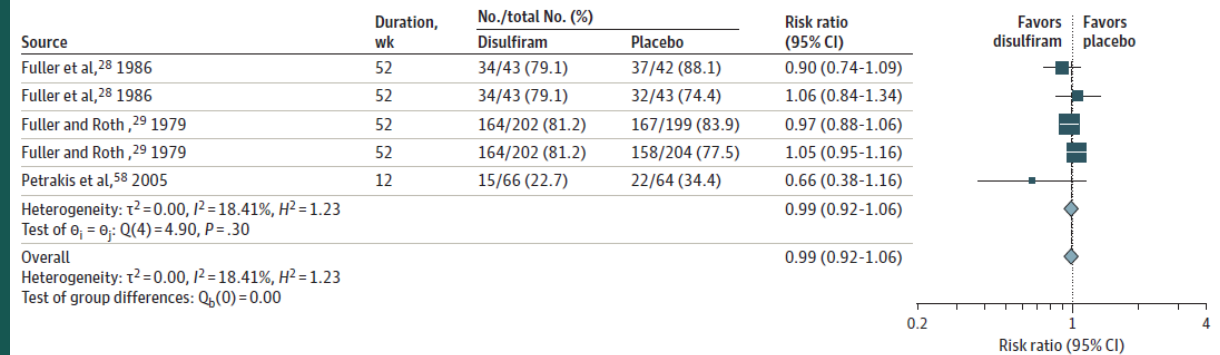 Source Duration, wk No./total No. (%) Disulfiram Placebo Risk ratio (95% CI) Favors disulfiram Favors placebo
Fuller et al,28 1986 52 34/43 (79.1) 37/42 (88.1) 0.90 (0.74-1.09)
Fuller et al,28 1986 52 34/43 (79.1) 32/43 (74.4) 1.06 (0.84-1.34)
Fuller and Roth ,29 1979 52 164/202 (81.2) 167/199 (83.9) 0.97 (0.88-1.06)
Fuller and Roth ,29 1979 52 164/202 (81.2) 158/204 (77.5) 1.05 (0.95-1.16)
Petrakis et al,58 2005 12 15/66 (22.7) 22/64 (34.4) 0.66 (0.38-1.16)
Heterogeneity: τ2 = 0.00, I2 = 18.41%, H2 = 1.23 0.99 (0.92-1.06)
Test of θi = θj: Q(4) = 4.90, P = .30
Overall 0.99 (0.92-1.06)
Heterogeneity: τ2 = 0.00, I2 = 18.41%, H2 = 1.23
Test of group differences: Qb(0) = 0.00
0.2 1 4
Risk ratio (95% CI)